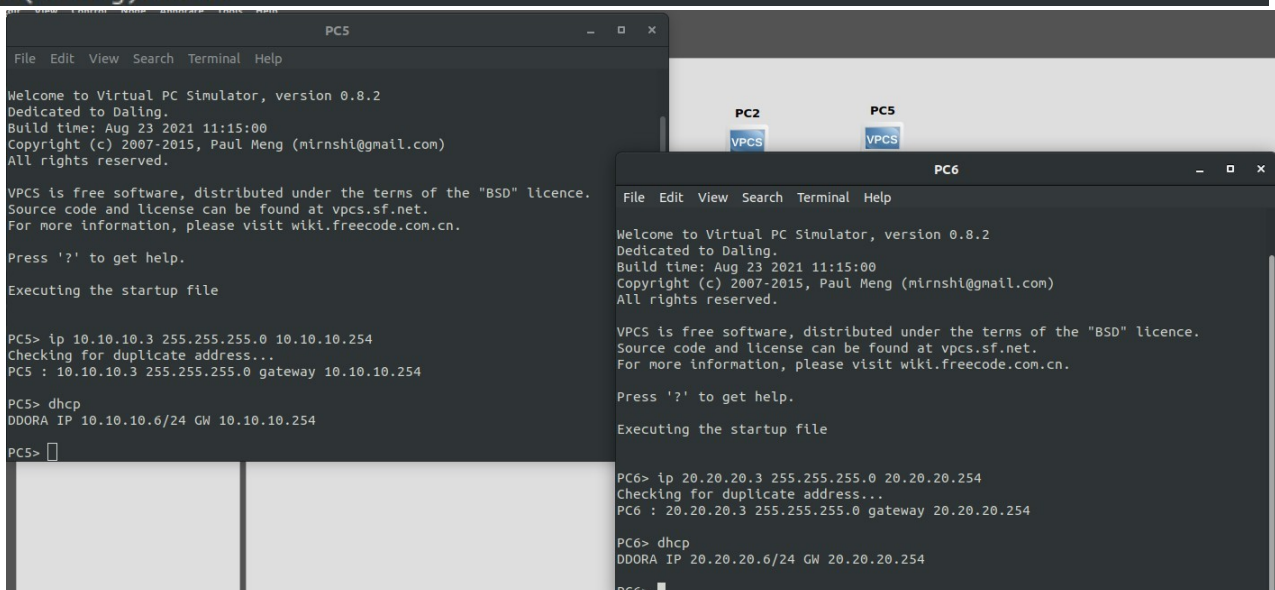 PC5
File Edit View Search Terminal Help
Welcome to Virtual PC Simulator, version 0.8.2
Dedicated to Daling.
Build time: Aug 23 2021 11:15:00
Copyright (c) 2007-2015, Paul Meng (mirnshi@gmail.com)
All rights reserved.
VPCS is free software, distributed under the terms of the "BSD" licence.
Source code and license can be found at vpcs.sf.net.
For more information, please visit wiki.freecode.com.cn.
Press '?' to get help.
Executing the startup file
PC5> ip 10.10.10.3 255.255.255.0 10.10.10.254
Checking for duplicate address...
PC5 : 10.10.10.3 255.255.255.0 gateway 10.10.10.254
PC5> dhcp
DDORA IP 10.10.10.6/24 GW 10.10.10.254
PC5>
PC2
VPCS
PC5
VPCS
PC6
File Edit View Search Terminal Help
Welcome to Virtual PC Simulator, version 0.8.2
Dedicated to Daling.
Build time: Aug 23 2021 11:15:00
Copyright (c) 2007-2015, Paul Meng (mirnshi@gmail.com)
All rights reserved.
VPCS is free software, distributed under the terms of the "BSD" licence.
Source code and license can be found at vpcs.sf.net.
For more information, please visit wiki.freecode.com.cn.
Press '?' to get help.
Executing the startup file
PC6> ip 20.20.20.3 255.255.255.0 20.20.20.254
Checking for duplicate address...
PC6 : 20.20.20.3 255.255.255.0 gateway 20.20.20.254
PC6> dhcp
DDORA IP 20.20.20.6/24 GW 20.20.20.254
PC6>